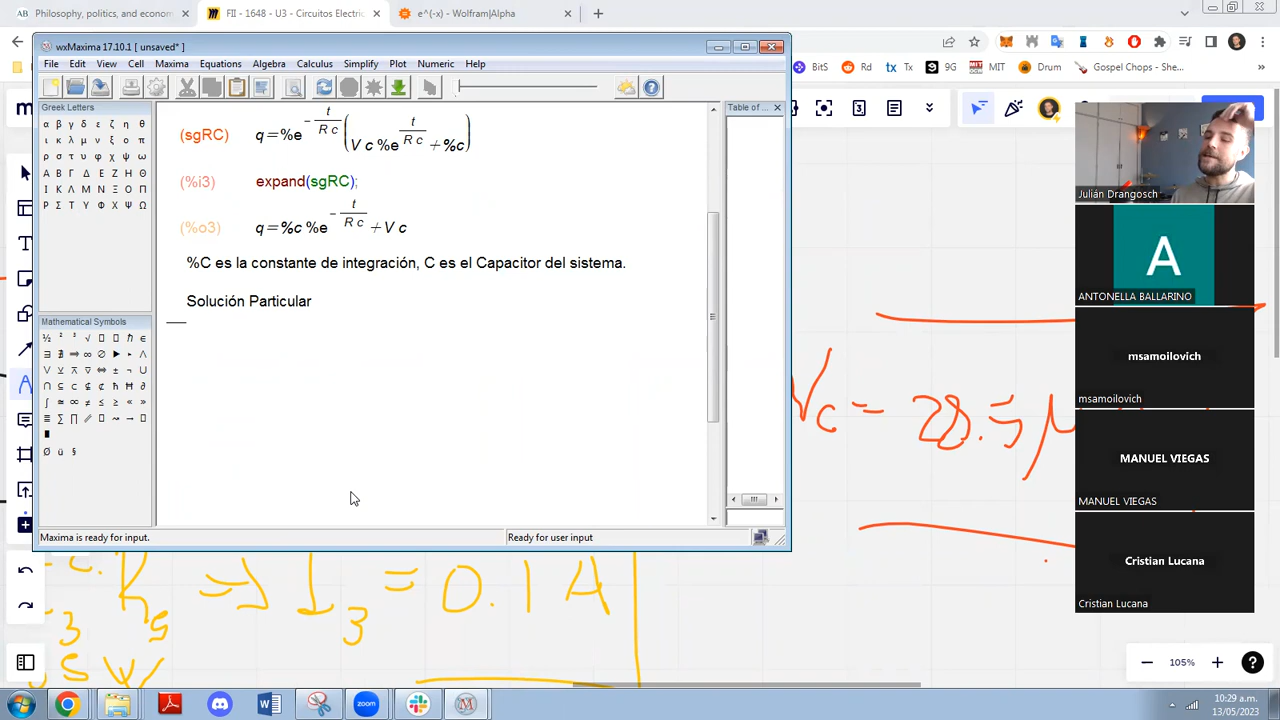 Philosophy, politics, and econom
FII - 1648 - U3 - Circuitos Electri
e^(-x) - Wolfram|Alpha
wxMaxima 17.10.1 [ unsaved* ]
File Edit View Cell Maxima Equations Algebra Calculus Simplify Plot Numeric Help
BitS Rd Tx 9G MIT Drum Gospel Chops - She...
Greek Letters
α β γ δ ε ζ η θ
ι κ λ μ ν ξ ο π
ρ σ τ υ φ χ ψ ω
Α Β Γ Δ Ε Ζ Η Θ
Ι Κ Λ Μ Ν Ξ Ο Π
Ρ Σ Τ Υ Φ Χ Ψ Ω
Mathematical Symbols
Table of ...
(sgRC) q=%e^(-t/(R c)) (V c %e^(t/(R c)) +%c)
(%i3) expand(sgRC);
(%o3) q=%c %e^(-t/(R c)) +V c
%C es la constante de integración, C es el Capacitor del sistema.
Solución Particular
Maxima is ready for input.
Ready for user input
Julián Drangosch
ANTONELLA BALLARINO
msamoilovich
msamoilovich
MANUEL VIEGAS
MANUEL VIEGAS
Cristian Lucana
Cristian Lucana
Vc = 28.5 μ
R5 => I3 = 0.1 A
105%
10:29 a.m.
13/05/2023